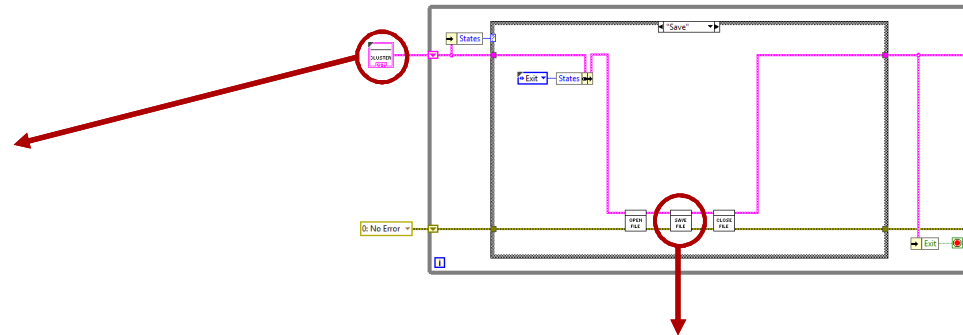 "Save"
States
CLUSTER
Exit
States
OPEN
FILE
SAVE
FILE
CLOSE
FILE
0: No Error
Exit
i